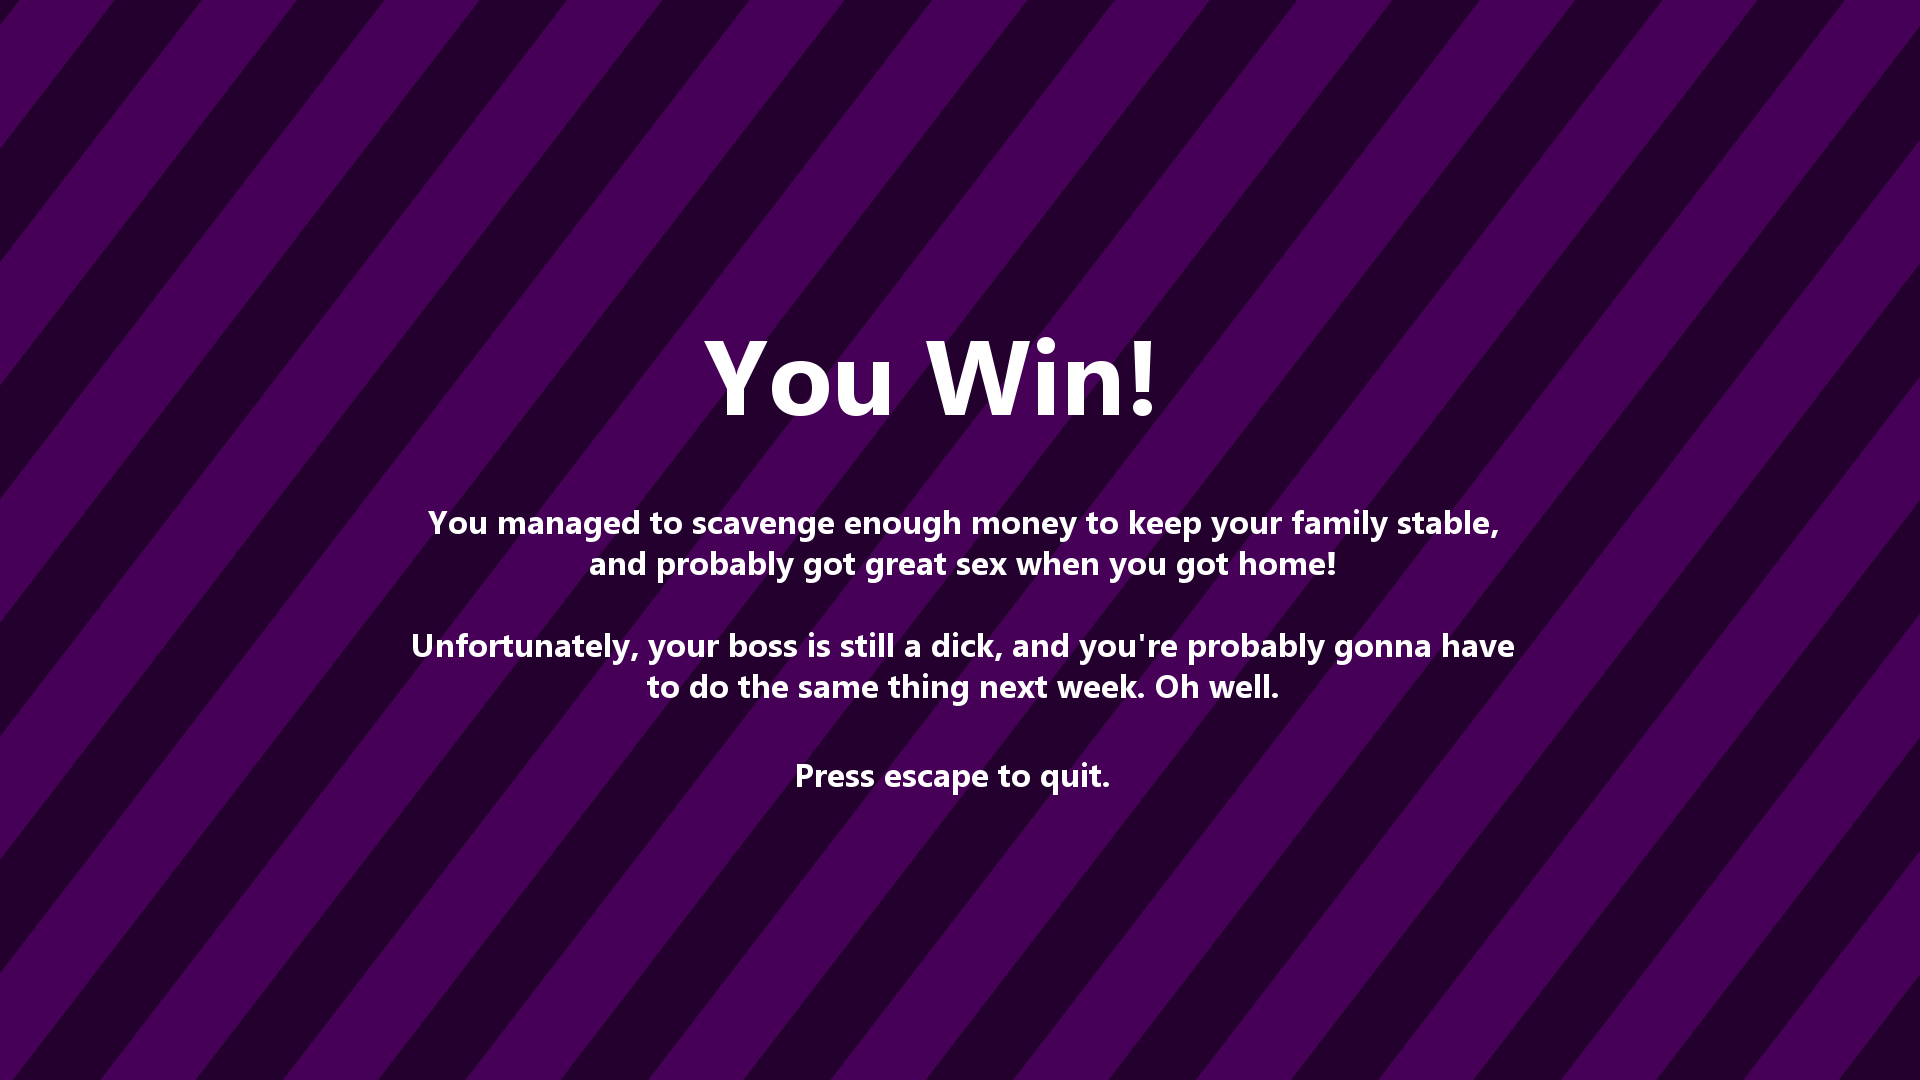 You Win!
You managed to scavenge enough money to keep your family stable,
and probably got great sex when you got home!
Unfortunately, your boss is still a dick, and you're probably gonna have
to do the same thing next week. Oh well.
Press escape to quit.